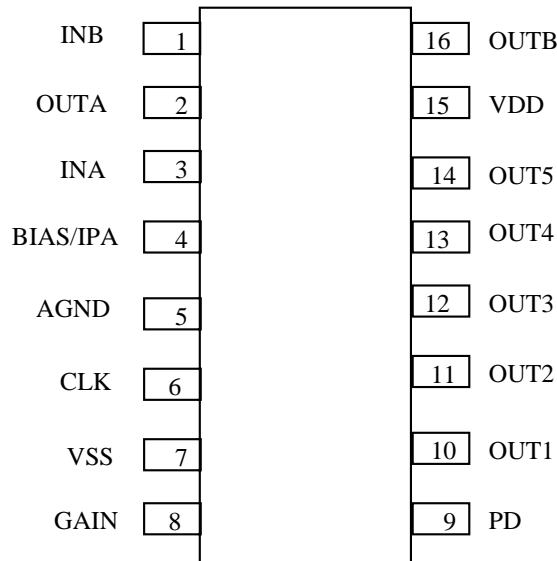 INB 1 16 OUTB
OUTA 2 15 VDD
INA 3 14 OUT5
BIAS/IPA 4 13 OUT4
AGND 5 12 OUT3
CLK 6 11 OUT2
VSS 7 10 OUT1
GAIN 8 9 PD